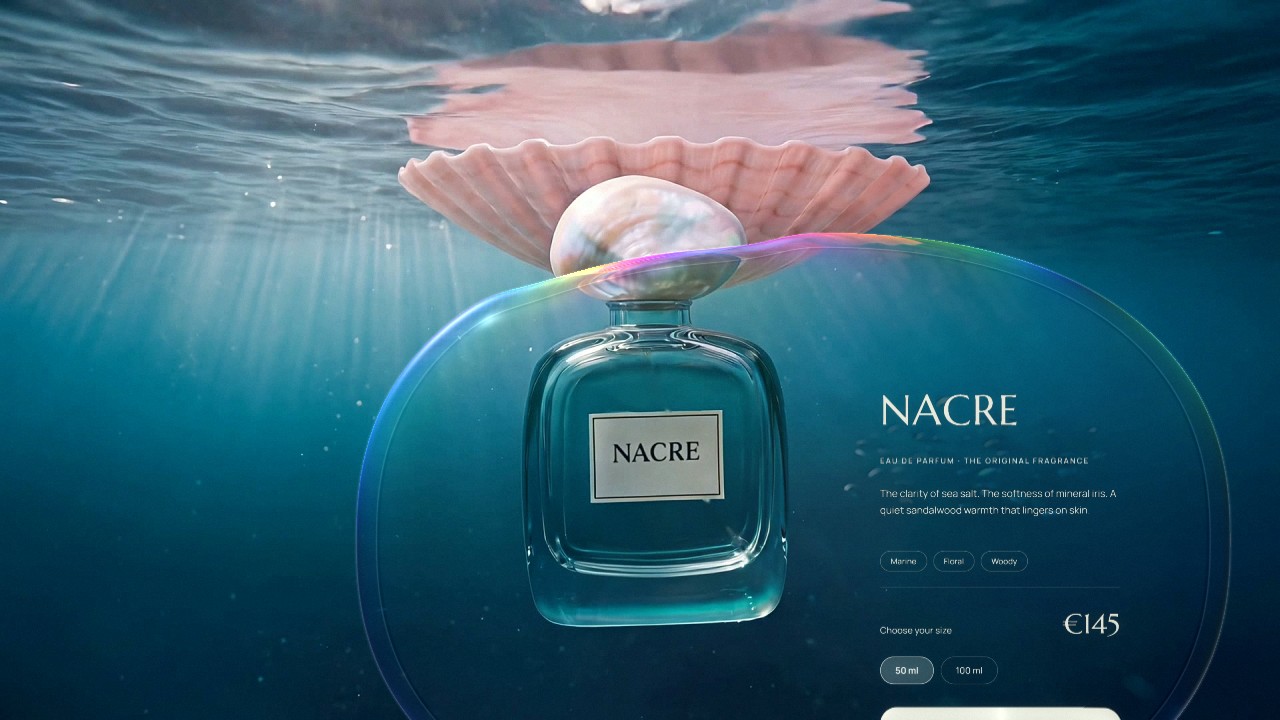 NACRE
NACRE
EAU DE PARFUM · THE ORIGINAL FRAGRANCE
The clarity of sea salt. The softness of mineral iris. A
quiet sandalwood warmth that lingers on skin
Marine
Floral
Woody
Choose your size
€145
50 ml
100 ml